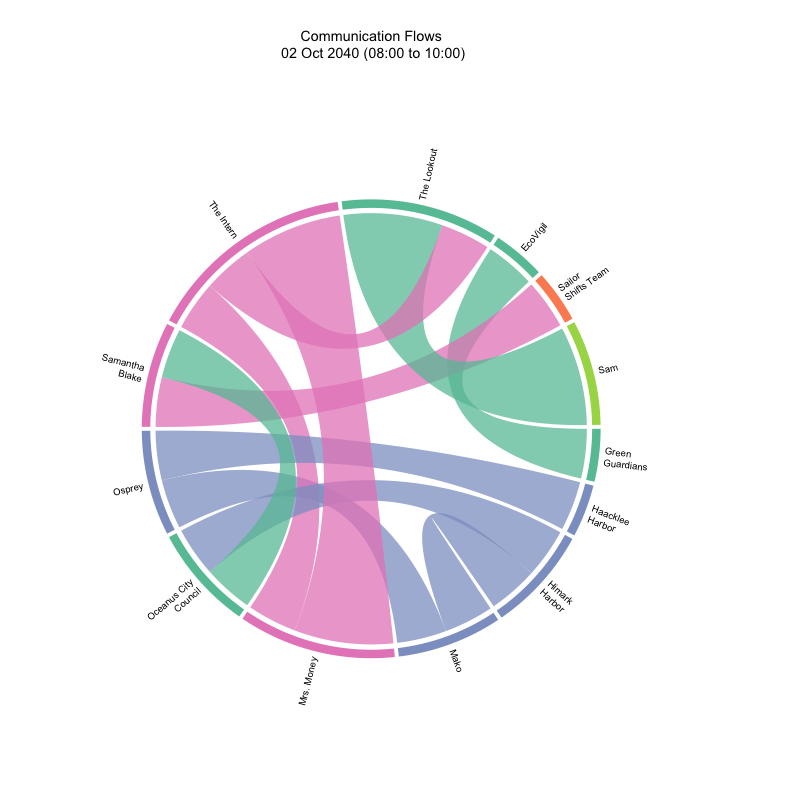 Communication Flows
02 Oct 2040 (08:00 to 10:00)
The Lookout
EcoVigil
Sailor
Shifts Team
Sam
Green
Guardians
Haacklee
Harbor
Himark
Harbor
Mako
Mrs. Money
Oceanus City
Council
Osprey
Samantha
Blake
The Intern